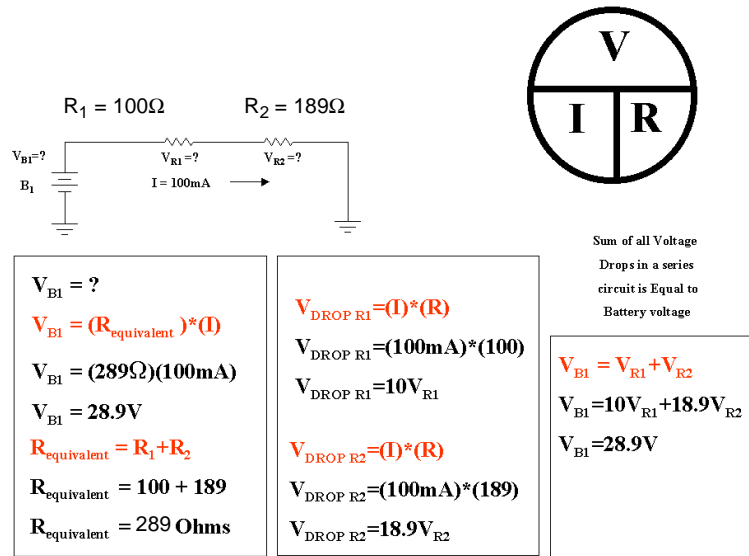 V
I R
R1 = 100Ω R2 = 189Ω
VB1=? VR1=? VR2=?
B1 I = 100mA
Sum of all Voltage
Drops in a series
circuit is Equal to
Battery voltage
VB1 = ?
VB1 = (Requivalent )*(I)
VB1 = (289Ω)(100mA)
VB1 = 28.9V
Requivalent = R1+R2
Requivalent = 100 + 189
Requivalent = 289 Ohms
VDROP R1=(I)*(R)
VDROP R1=(100mA)*(100)
VDROP R1=10VR1
VDROP R2=(I)*(R)
VDROP R2=(100mA)*(189)
VDROP R2=18.9VR2
VB1 = VR1+VR2
VB1=10VR1+18.9VR2
VB1=28.9V